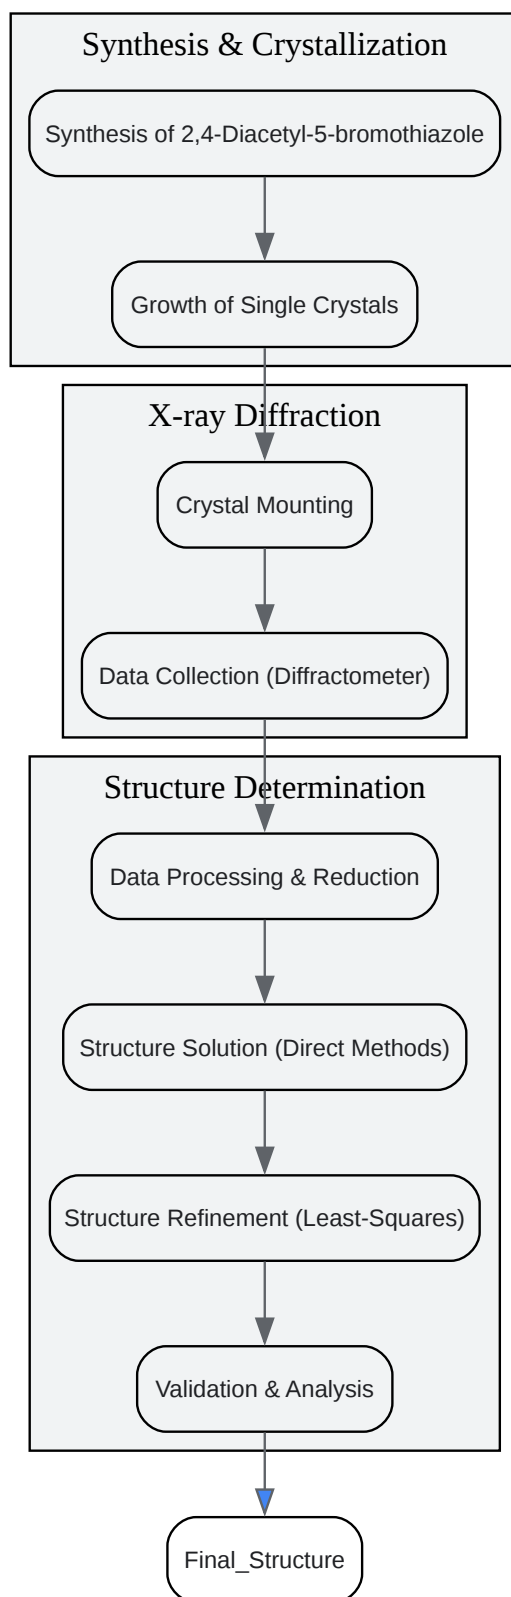 Synthesis & Crystallization
Synthesis of 2,4-Diacetyl-5-bromothiazole
Growth of Single Crystals
X-ray Diffraction
Crystal Mounting
Data Collection (Diffractometer)
Structure Determination
Data Processing & Reduction
Structure Solution (Direct Methods)
Structure Refinement (Least-Squares)
Validation & Analysis
Final_Structure